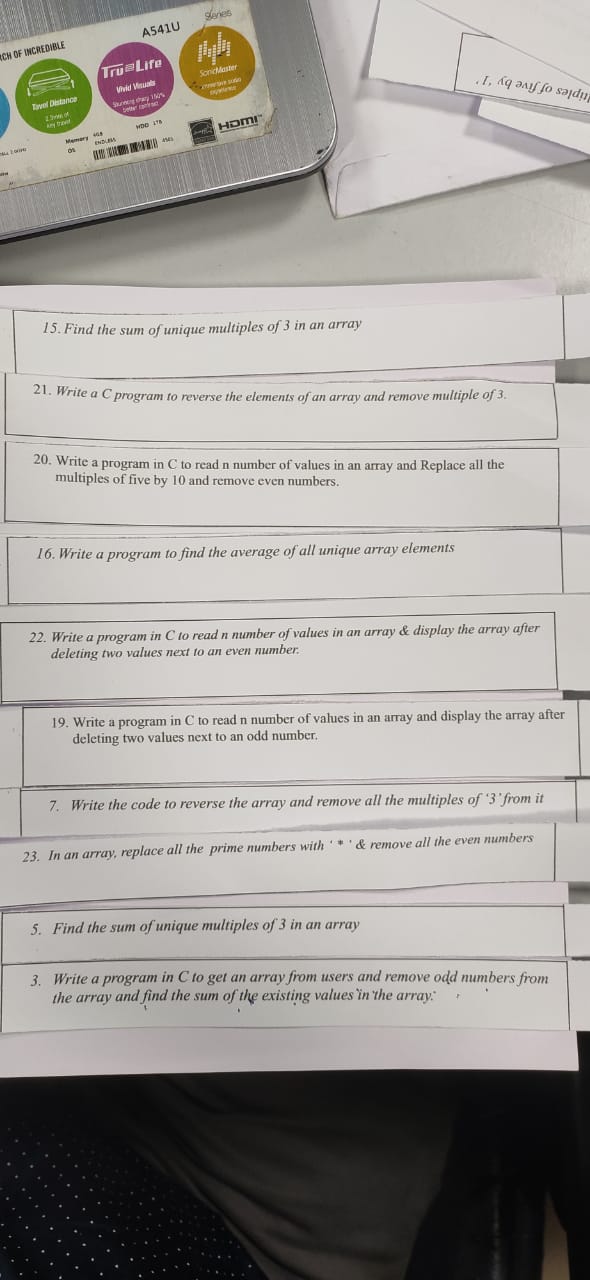 Series
A541U
RCH OF INCREDIBLE
Tru Life
Vivid Visuals
SonicMaster
Travel Distance
HDD 1TB
Memory 4GB
OS ENDLESS
HDMI
tiples of five by '1'.
15. Find the sum of unique multiples of 3 in an array
21. Write a C program to reverse the elements of an array and remove multiple of 3.
20. Write a program in C to read n number of values in an array and Replace all the
multiples of five by 10 and remove even numbers.
16. Write a program to find the average of all unique array elements
22. Write a program in C to read n number of values in an array & display the array after
deleting two values next to an even number.
19. Write a program in C to read n number of values in an array and display the array after
deleting two values next to an odd number.
7. Write the code to reverse the array and remove all the multiples of ‘3’ from it
23. In an array, replace all the prime numbers with ‘ * ’ & remove all the even numbers
5. Find the sum of unique multiples of 3 in an array
3. Write a program in C to get an array from users and remove odd numbers from
the array and find the sum of the existing values in the array.